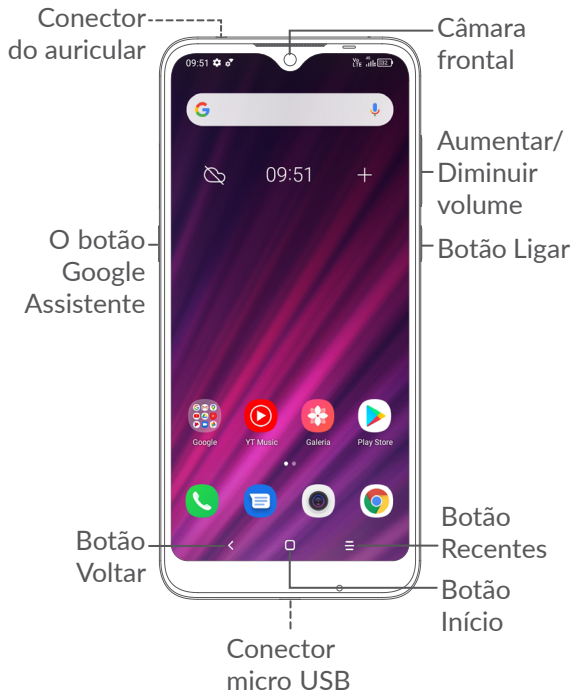 Conector
do auricular
Câmara
frontal
09:51
09:51
Aumentar/
Diminuir
volume
O botão
Google
Assistente
Botão Ligar
Google
YT Music
Galeria
Play Store
Botão
Voltar
Botão
Recentes
Botão
Início
Conector
micro USB